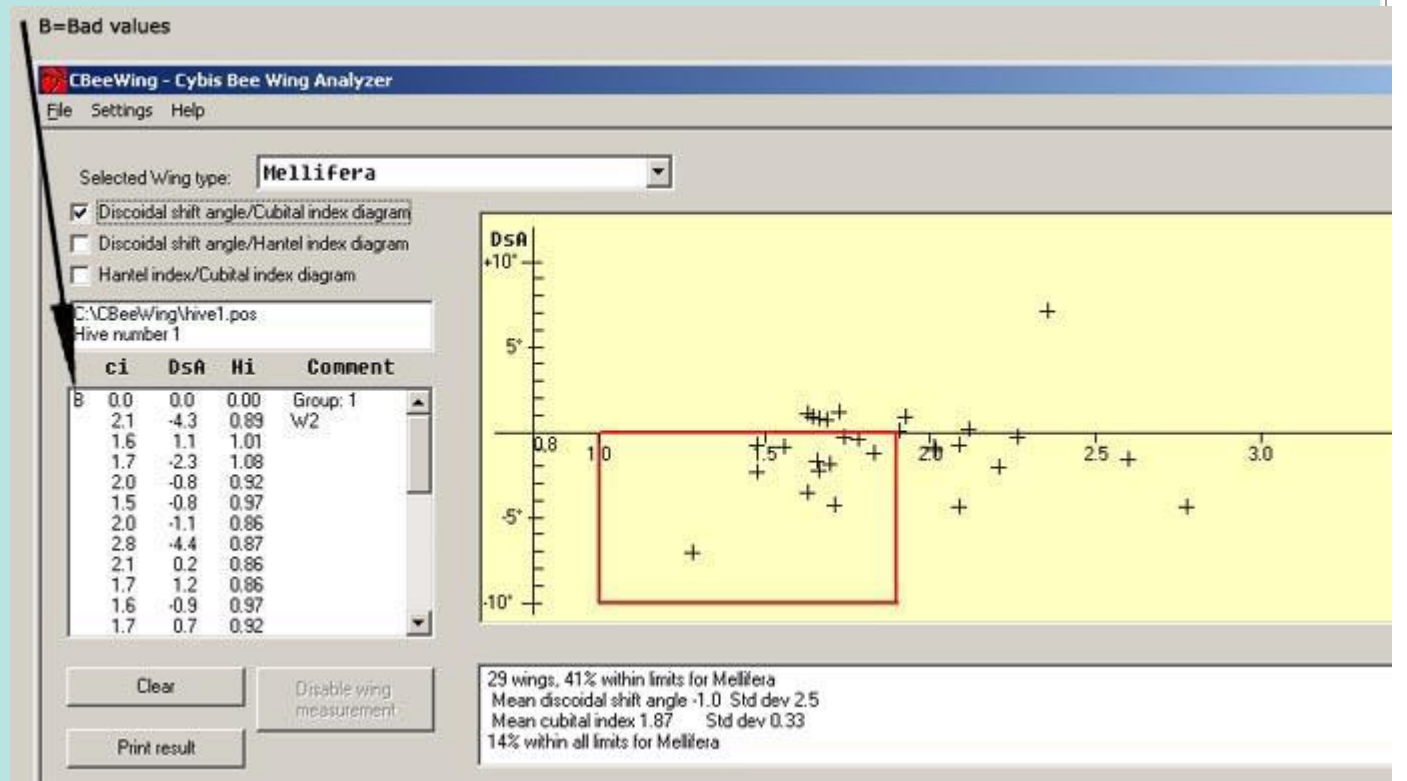 B=Bad values
CBeeWing - Cybis Bee Wing Analyzer
File Settings Help
Selected Wing type: Mellifera
Discoidal shift angle/Cubital index diagram
Discoidal shift angle/Hantel index diagram
Hantel index/Cubital index diagram
C:\CBeeWing\hive1.pos
Hive number 1
ci DsA Hi Comment
B 0.0 0.0 0.00 Group: 1
2.1 -4.3 0.89 W2
1.6 1.1 1.01
1.7 -2.3 1.08
2.0 -0.8 0.92
1.5 -0.8 0.97
2.0 -1.1 0.86
2.8 -4.4 0.87
2.1 0.2 0.86
1.7 1.2 0.86
1.6 -0.9 0.97
1.7 0.7 0.92
Clear
Disable wing
measurement
Print result
DsA
+10°
5°
0.8 1.0 1.5 2.0 2.5 3.0
-5°
-10°
29 wings, 41% within limits for Mellifera
Mean discoidal shift angle -1.0 Std dev 2.5
Mean cubital index 1.87 Std dev 0.33
14% within all limits for Mellifera